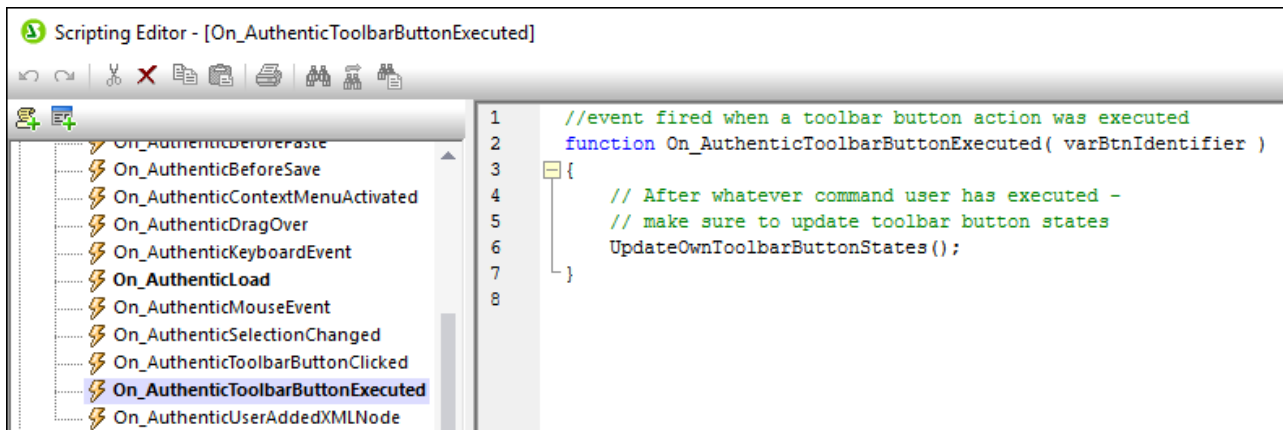 Scripting Editor - [On_AuthenticToolbarButtonExecuted]
On_AuthenticBeforePaste
On_AuthenticBeforeSave
On_AuthenticContextMenuActivated
On_AuthenticDragOver
On_AuthenticKeyboardEvent
On_AuthenticLoad
On_AuthenticMouseEvent
On_AuthenticSelectionChanged
On_AuthenticToolbarButtonClicked
On_AuthenticToolbarButtonExecuted
On_AuthenticUserAddedXMLNode
1 //event fired when a toolbar button action was executed
2 function On_AuthenticToolbarButtonExecuted( varBtnIdentifier )
3 {
4 // After whatever command user has executed -
5 // make sure to update toolbar button states
6 UpdateOwnToolbarButtonStates();
7 }
8